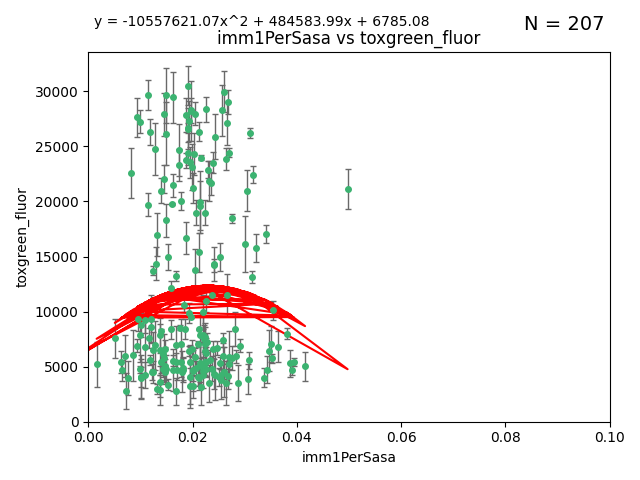 y = -10557621.07x^2 + 484583.99x + 6785.08
N = 207
imm1PerSasa vs toxgreen_fluor
toxgreen_fluor
30000
25000
20000
15000
10000
5000
0
0.00 0.02 0.04 0.06 0.08 0.10
imm1PerSasa